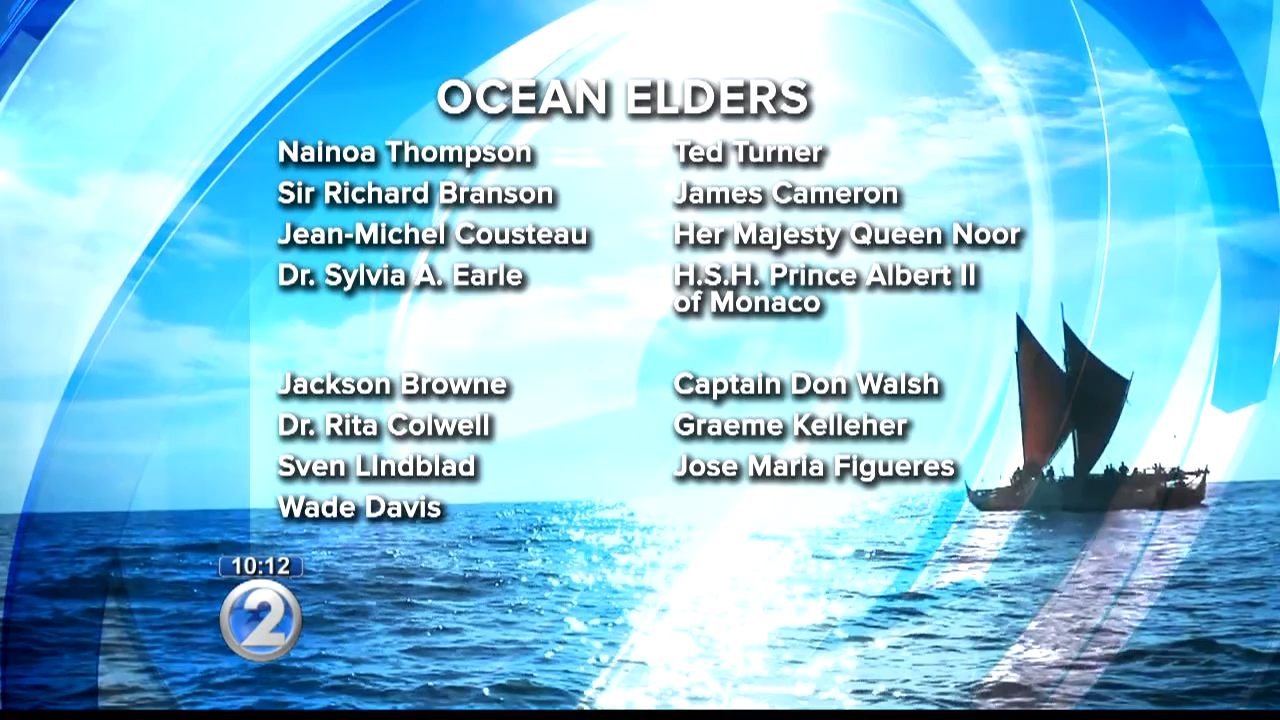 OCEAN ELDERS
Nainoa Thompson
Sir Richard Branson
Jean-Michel Cousteau
Dr. Sylvia A. Earle
Jackson Browne
Dr. Rita Colwell
Sven Lindblad
Wade Davis
Ted Turner
James Cameron
Her Majesty Queen Noor
H.S.H. Prince Albert II
of Monaco
Captain Don Walsh
Graeme Kelleher
Jose Maria Figueres
10:12
2